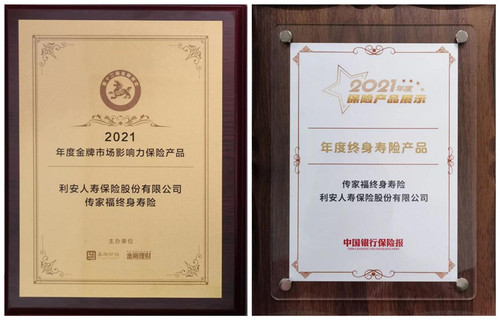 2021
年度金牌市场影响力保险产品
利安人寿保险股份有限公司
传家福终身寿险
主办单位
金融理财
2021年度
保险产品展示
年度终身寿险产品
传家福终身寿险
利安人寿保险股份有限公司
中国银行保险报